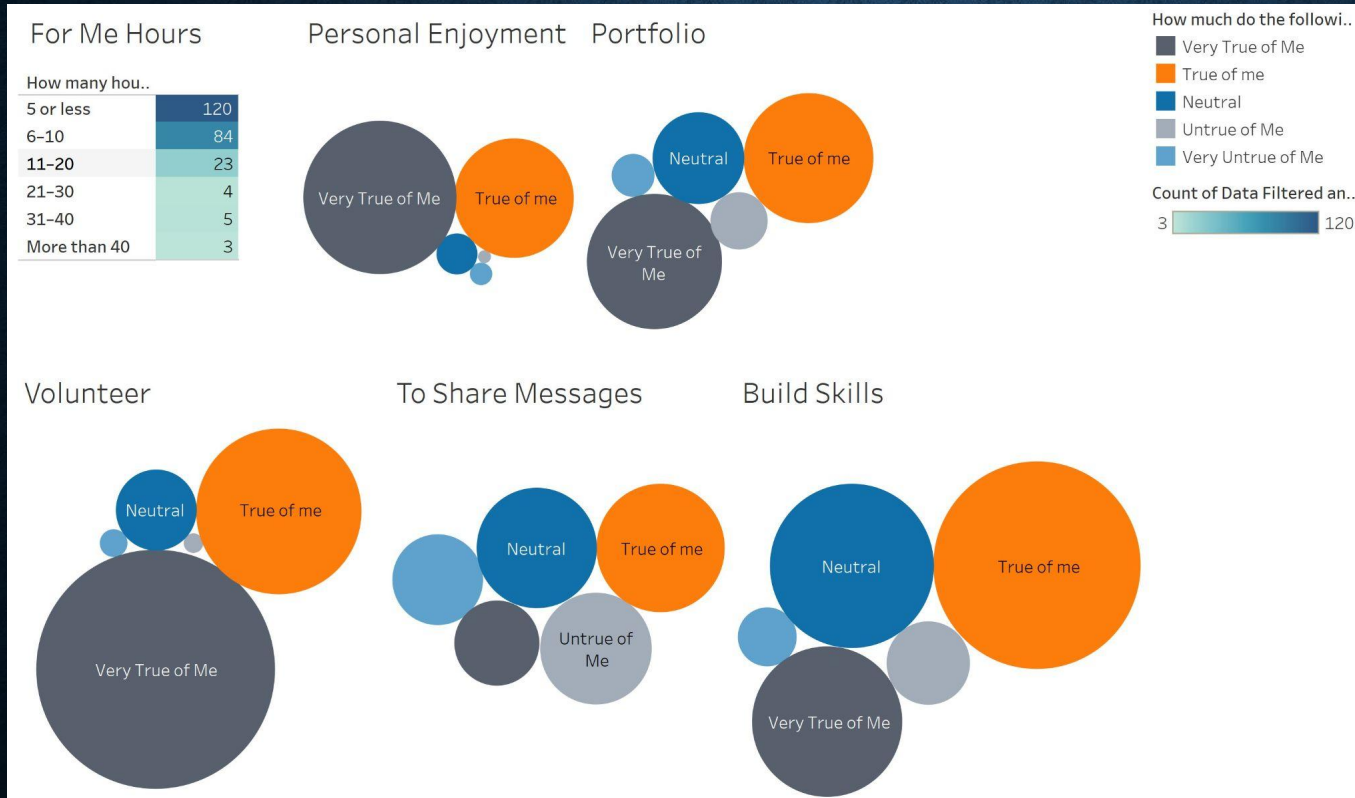 For Me Hours
How many hou..
5 or less 120
6–10 84
11–20 23
21–30 4
31–40 5
More than 40 3
Personal Enjoyment
Very True of Me
True of me
Portfolio
Neutral
True of me
Very True of
Me
How much do the followi..
Very True of Me
True of me
Neutral
Untrue of Me
Very Untrue of Me
Count of Data Filtered an..
3 120
Volunteer
Neutral
True of me
Very True of Me
To Share Messages
Neutral
True of me
Untrue of
Me
Build Skills
Neutral
True of me
Very True of Me